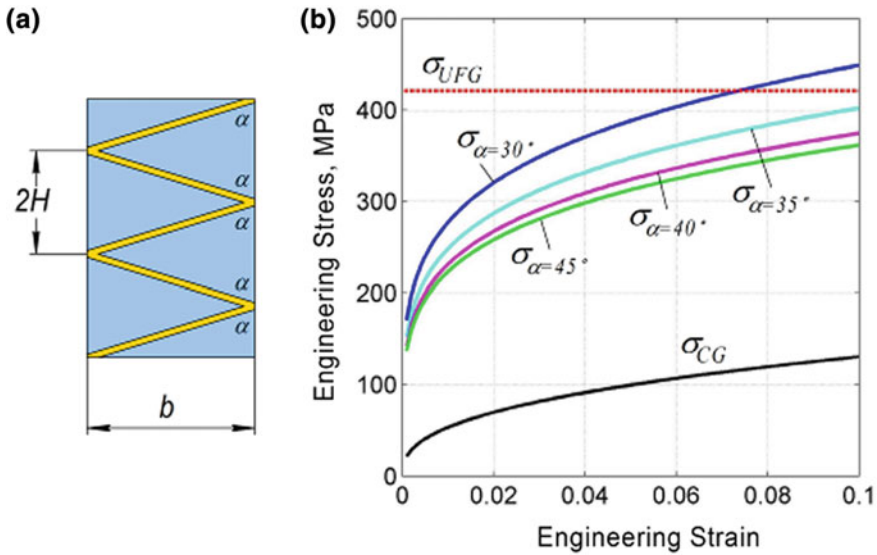 (a)
α
2H
α
α
α
α
b
(b)
500
400
300
200
100
0
Engineering Stress, MPa
σUFG
σα=30°
σα=35°
σα=40°
σα=45°
σCG
0
0.02
0.04
0.06
0.08
0.1
Engineering Strain